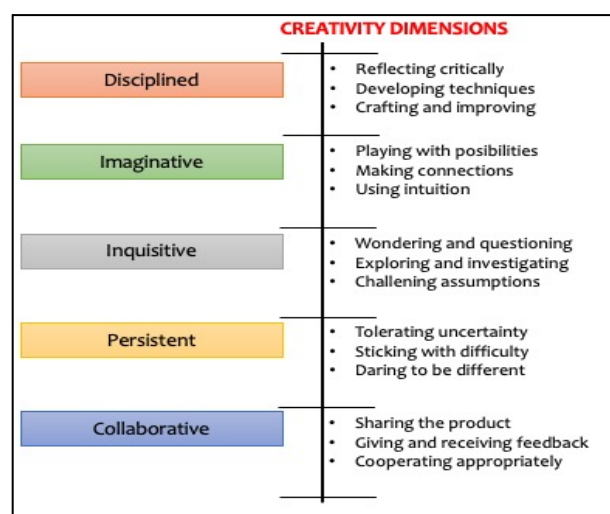 CREATIVITY DIMENSIONS
Disciplined
• Reflecting critically
• Developing techniques
• Crafting and improving
Imaginative
• Playing with posibilities
• Making connections
• Using intuition
Inquisitive
• Wondering and questioning
• Exploring and investigating
• Challening assumptions
Persistent
• Tolerating uncertainty
• Sticking with difficulty
• Daring to be different
Collaborative
• Sharing the product
• Giving and receiving feedback
• Cooperating appropriately